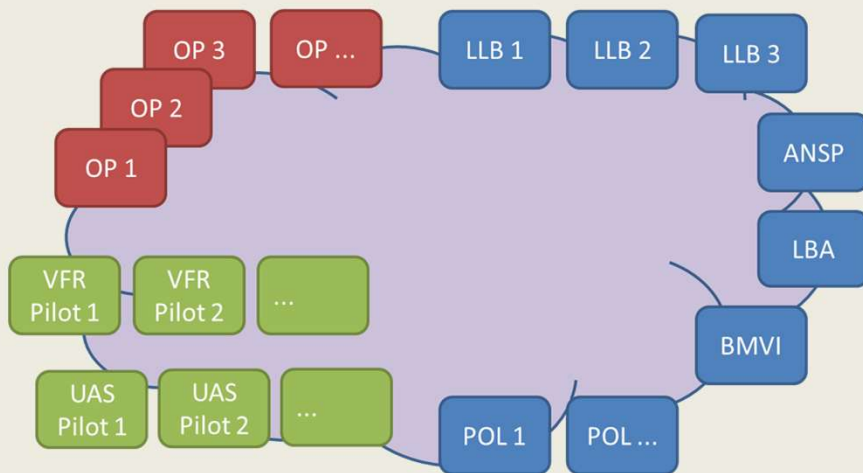 OP 3
OP ...
LLB 1
LLB 2
LLB 3
OP 2
OP 1
ANSP
LBA
VFR
Pilot 1
VFR
Pilot 2
...
BMVI
UAS
Pilot 1
UAS
Pilot 2
...
POL 1
POL ...